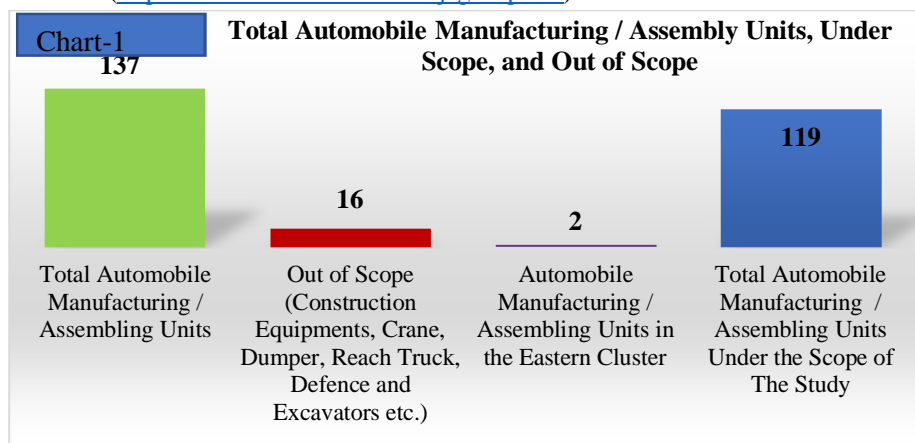 Chart-1
Total Automobile Manufacturing / Assembly Units, Under
Scope, and Out of Scope
137
16
2
119
Total Automobile
Manufacturing /
Assembling Units
Out of Scope
(Construction
Equipments, Crane,
Dumper, Reach Truck,
Defence and
Excavators etc.)
Automobile
Manufacturing /
Assembling Units in
the Eastern Cluster
Total Automobile
Manufacturing /
Assembling Units
Under the Scope of
The Study